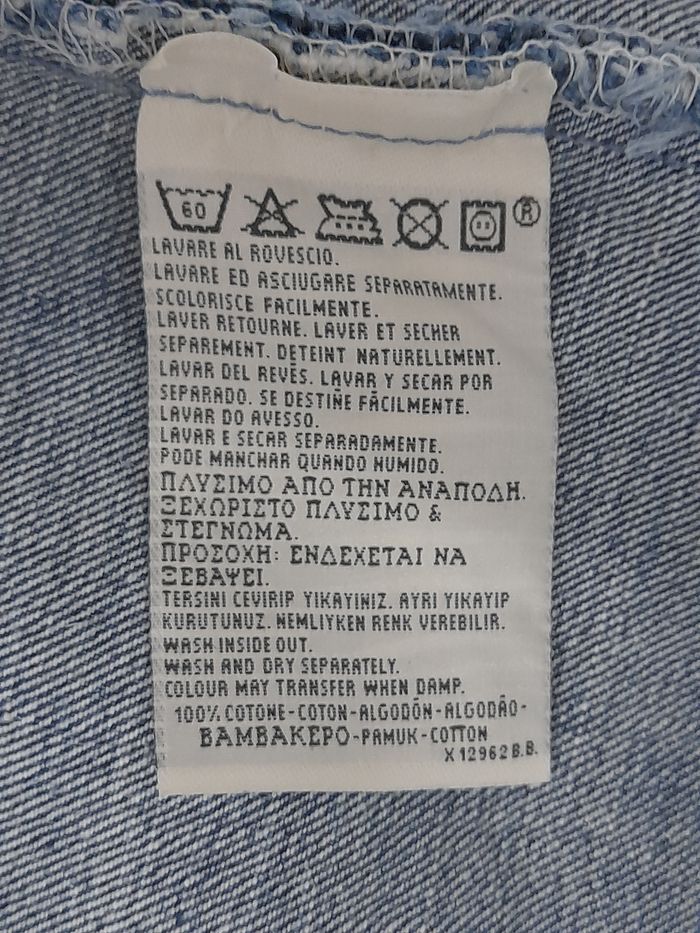 60
®
LAVARE AL ROVESCIO.
LAVARE ED ASCIUGARE SEPARATAMENTE.
SCOLORISCE FACILMENTE.
LAVER RETOURNE. LAVER ET SECHER
SEPAREMENT. DETEINT NATURELLEMENT.
LAVAR DEL REVÉS. LAVAR Y SECAR POR
SEPARADO. SE DESTIÑE FÁCILMENTE.
LAVAR DO AVESSO.
LAVAR E SECAR SEPARADAMENTE.
PODE MANCHAR QUANDO HUMIDO.
ΠΛΥΣΙΜΟ ΑΠΟ ΤΗΝ ΑΝΑΠΟΔΗ.
ΞΕΧΩΡΙΣΤΟ ΠΛΥΣΙΜΟ &
ΣΤΕΓΝΩΜΑ.
ΠΡΟΣΟΧΗ: ΕΝΔΕΧΕΤΑΙ ΝΑ
ΞΕΒΑΨΕΙ.
TERSINI CEVIRIP YIKAYINIZ. AYRI YIKAYIP
KURUTUNUZ. NEMLIYKEN RENK VEREBILIR.
WASH INSIDE OUT.
WASH AND DRY SEPARATELY.
COLOUR MAY TRANSFER WHEN DAMP.
100% COTONE-COTON-ALGODÓN-ALGODÃO-
ΒΑΜΒΑΚΕΡΟ-PAMUK-COTTON
X 12962 B.B.